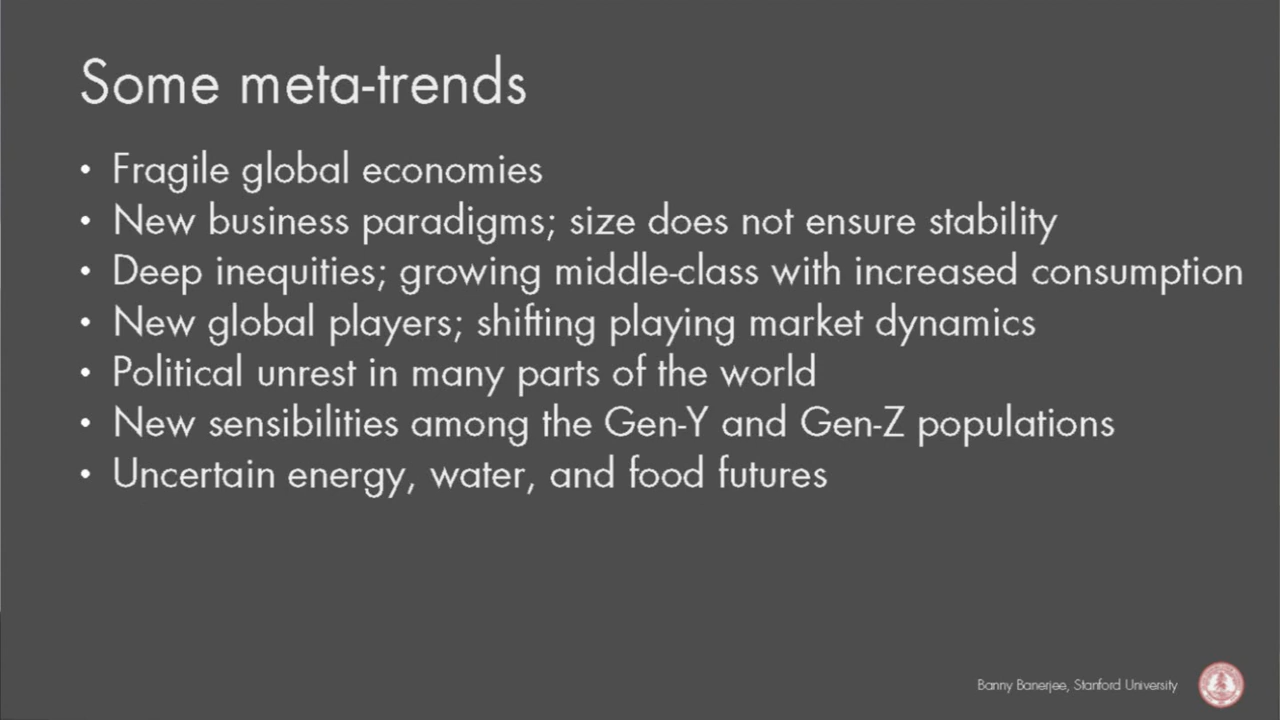 Some meta-trends
• Fragile global economies
• New business paradigms; size does not ensure stability
• Deep inequities; growing middle-class with increased consumption
• New global players; shifting playing market dynamics
• Political unrest in many parts of the world
• New sensibilities among the Gen-Y and Gen-Z populations
• Uncertain energy, water, and food futures
Banny Banerjee, Stanford University